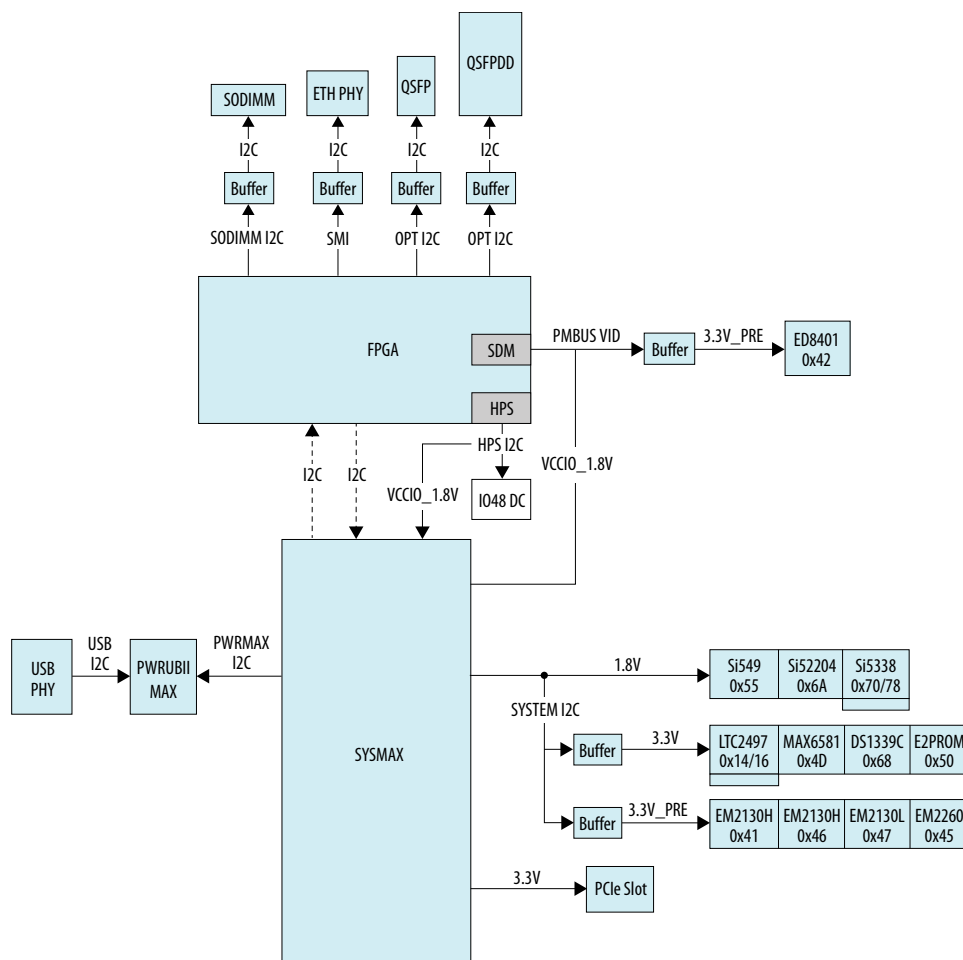 QSFPDD
SODIMM
ETH PHY
QSFP
I2C
I2C
I2C
I2C
Buffer
Buffer
Buffer
Buffer
SODIMM I2C
SMI
OPT I2C
OPT I2C
FPGA
SDM
PMBUS VID
Buffer
3.3V_PRE
ED8401
0x42
HPS
HPS I2C
VCCIO_1.8V
I2C
I2C
VCCIO_1.8V
IO48 DC
USB
PHY
USB
I2C
PWRUBII
MAX
PWRMAX
I2C
SYSMAX
1.8V
SYSTEM I2C
Si549
0x55
Si52204
0x6A
Si5338
0x70/78
Buffer
3.3V
LTC2497
0x14/16
MAX6581
0x4D
DS1339C
0x68
E2PROM
0x50
Buffer
3.3V_PRE
EM2130H
0x41
EM2130H
0x46
EM2130L
0x47
EM2260
0x45
3.3V
PCIe Slot